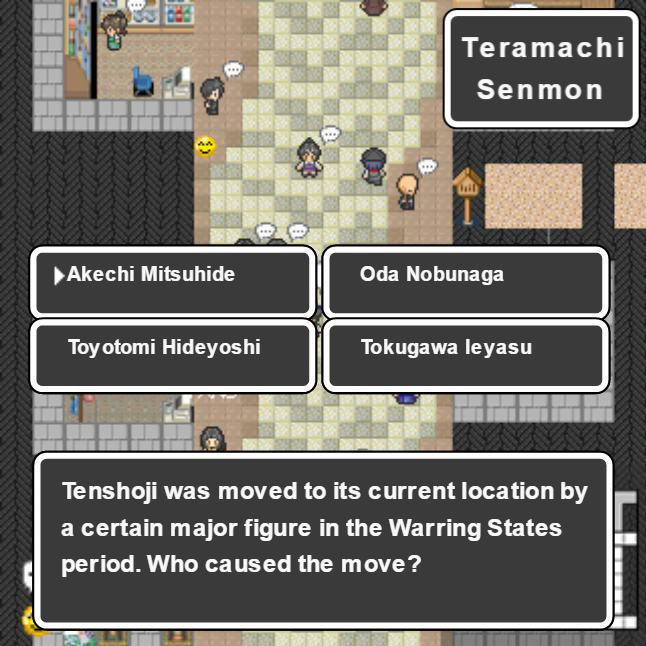 Teramachi
Senmon
Akechi Mitsuhide
Oda Nobunaga
Toyotomi Hideyoshi
Tokugawa Ieyasu
Tenshoji was moved to its current location by
a certain major figure in the Warring States
period. Who caused the move?